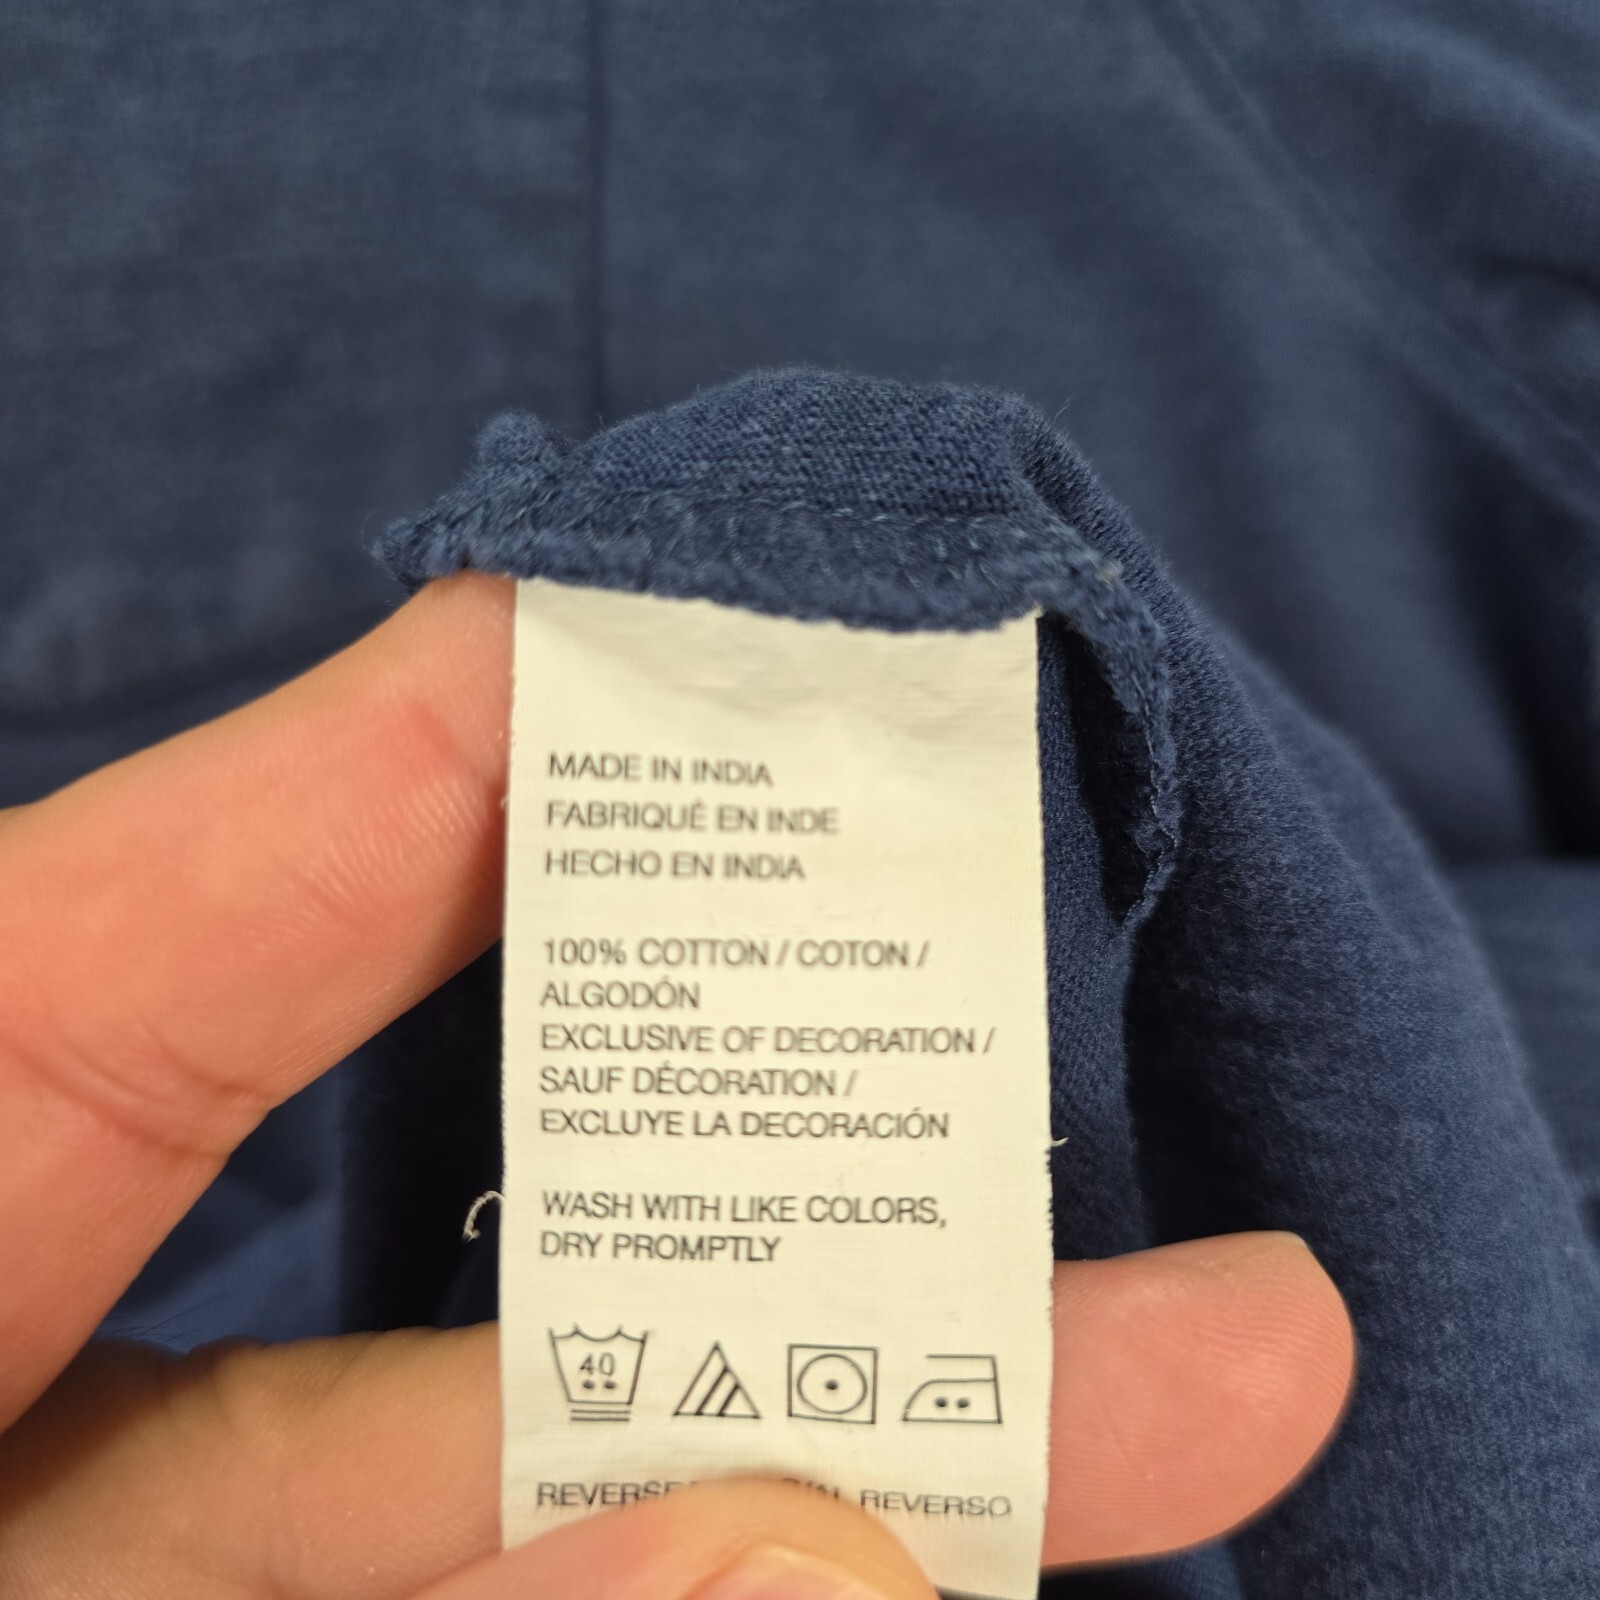 MADE IN INDIA
FABRIQUÉ EN INDE
HECHO EN INDIA
100% COTTON / COTON /
ALGODÓN
EXCLUSIVE OF DECORATION /
SAUF DÉCORATION /
EXCLUYE LA DECORACIÓN
WASH WITH LIKE COLORS,
DRY PROMPTLY
40
REVERSO